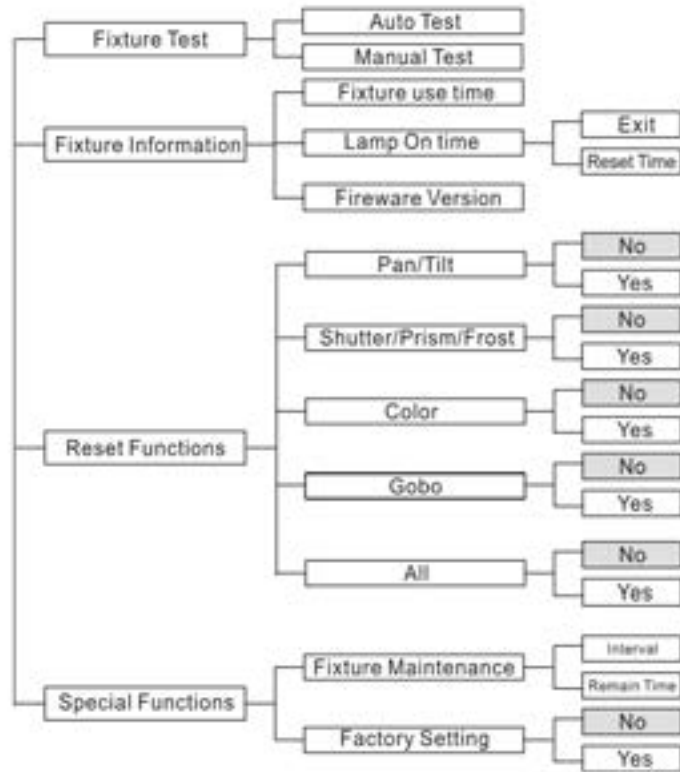 Fixture Test
Auto Test
Manual Test
Fixture Information
Fixture use time
Lamp On time
Exit
Reset Time
Fireware Version
Reset Functions
Pan/Tilt
No
Yes
Shutter/Prism/Frost
No
Yes
Color
No
Yes
Gobo
No
Yes
All
No
Yes
Special Functions
Fixture Maintenance
Interval
Remain Time
Factory Setting
No
Yes